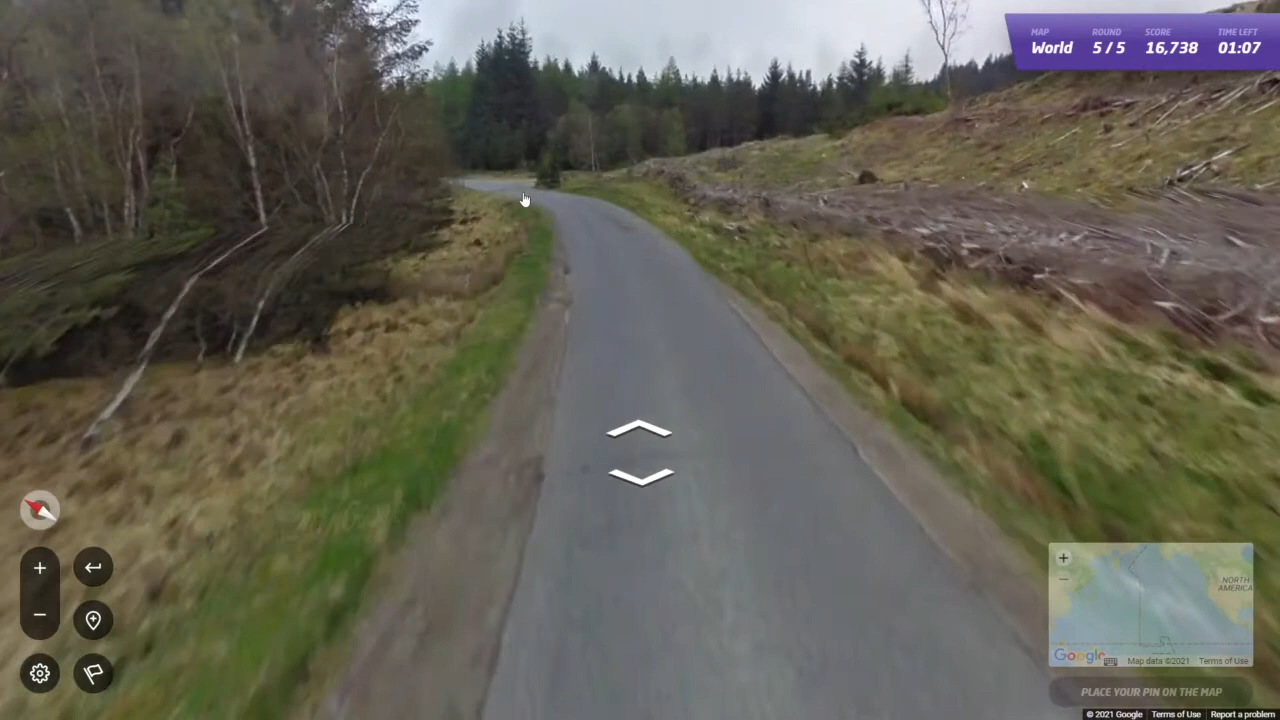 MAP ROUND SCORE TIME LEFT
World 5 / 5 16,738 01:07
NORTH
AMERICA
Google
Map data ©2021 Terms of Use
PLACE YOUR PIN ON THE MAP
© 2021 Google Terms of Use Report a problem